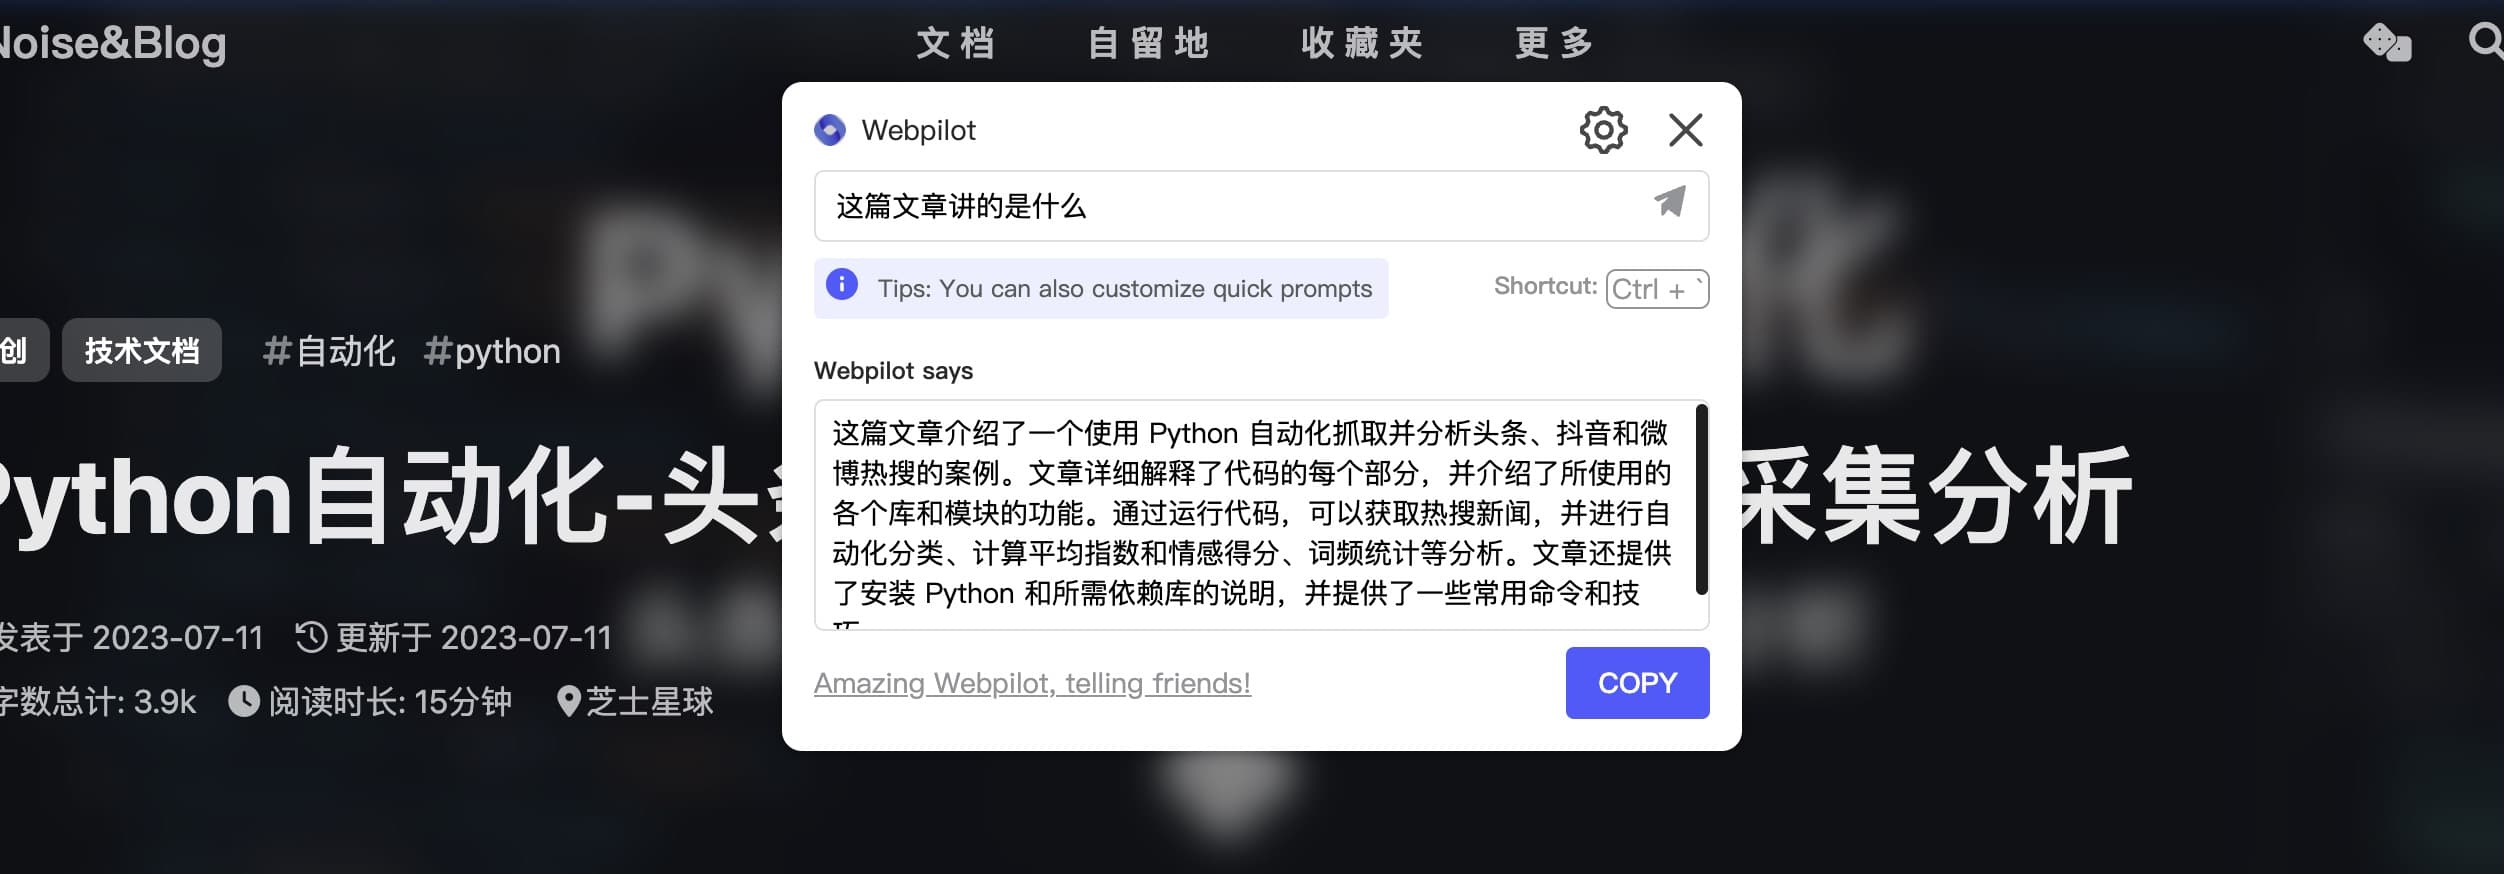 Noise&Blog
文档 自留地 收藏夹 更多
Webpilot
这篇文章讲的是什么
Tips: You can also customize quick prompts
Shortcut: Ctrl + `
创 技术文档 #自动化 #python
Webpilot says
这篇文章介绍了一个使用 Python 自动化抓取并分析头条、抖音和微
博热搜的案例。文章详细解释了代码的每个部分，并介绍了所使用的
各个库和模块的功能。通过运行代码，可以获取热搜新闻，并进行自
动化分类、计算平均指数和情感得分、词频统计等分析。文章还提供
了安装 Python 和所需依赖库的说明，并提供了一些常用命令和技
Python自动化-头条 采集分析
发表于 2023-07-11 更新于 2023-07-11
字数总计: 3.9k 阅读时长: 15分钟 芝士星球
Amazing Webpilot, telling friends!
COPY